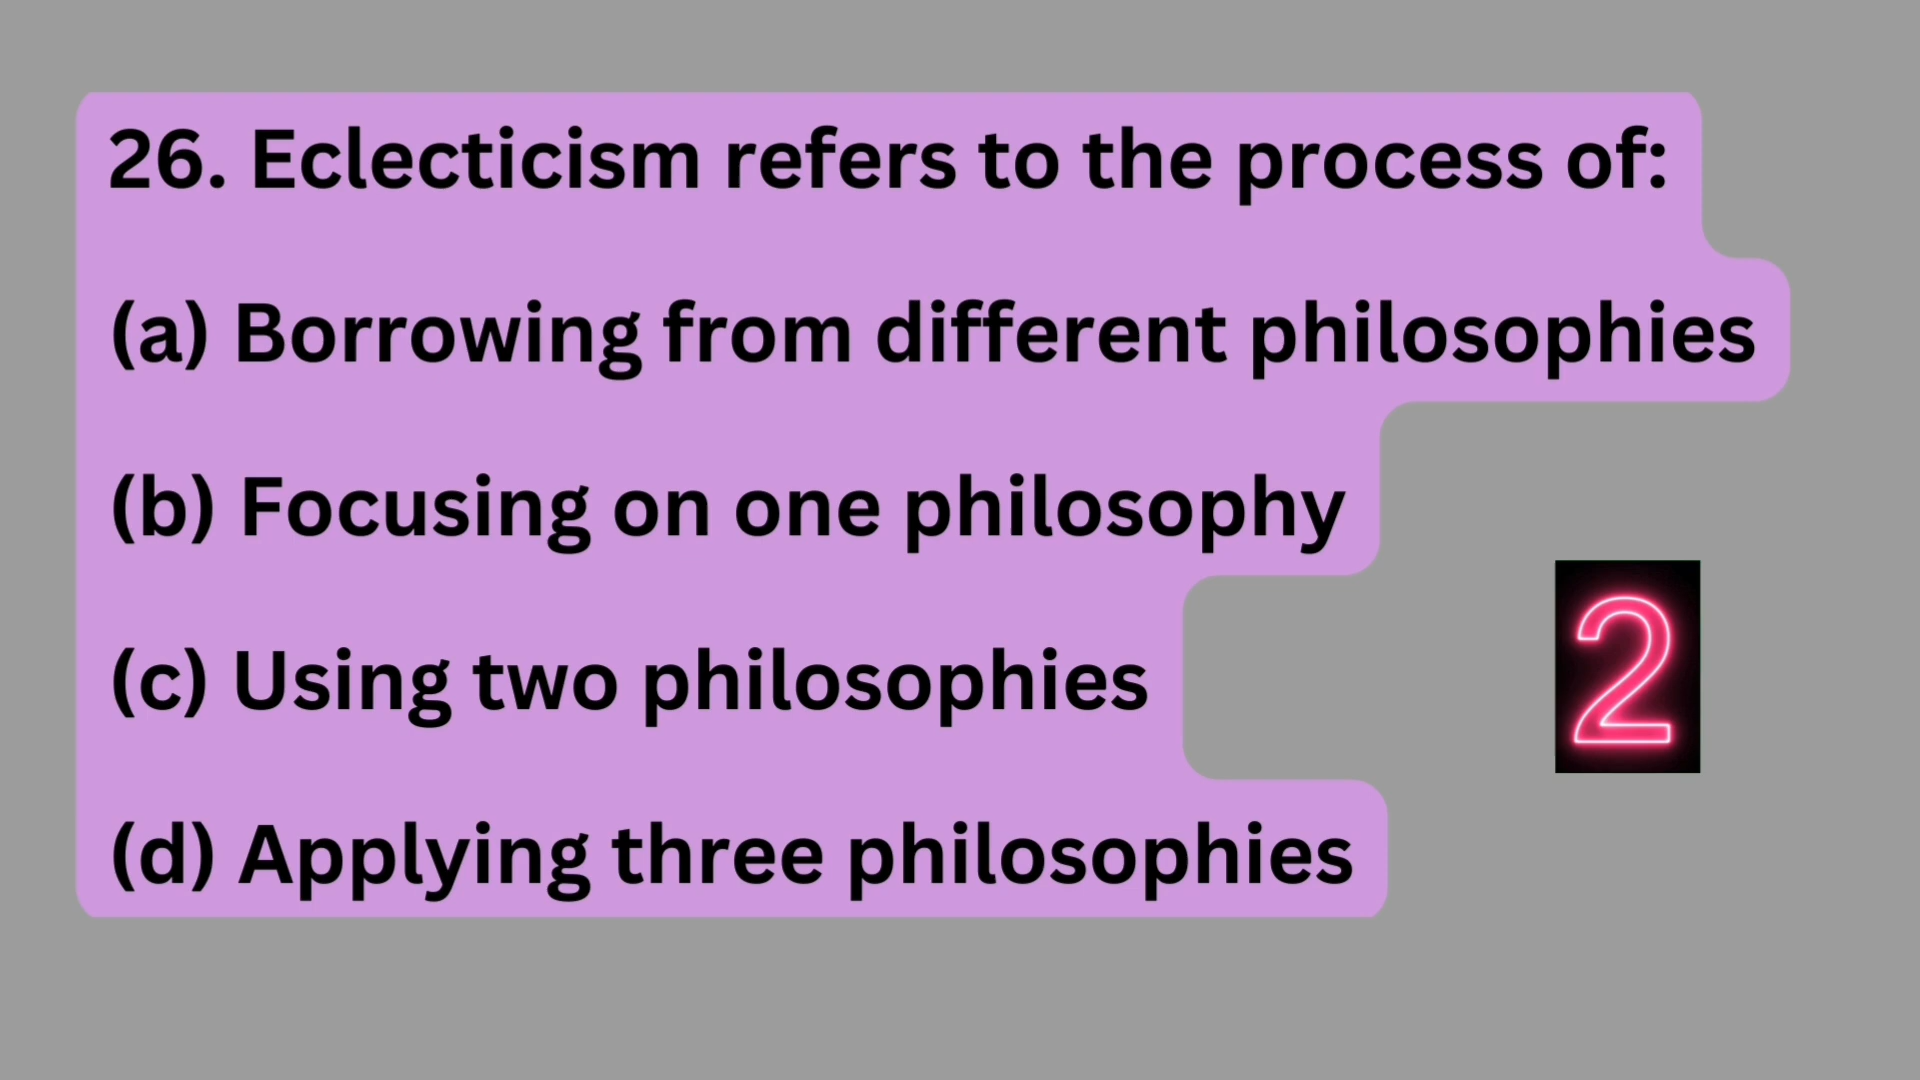 26. Eclecticism refers to the process of:
(a) Borrowing from different philosophies
(b) Focusing on one philosophy
(c) Using two philosophies
2
(d) Applying three philosophies